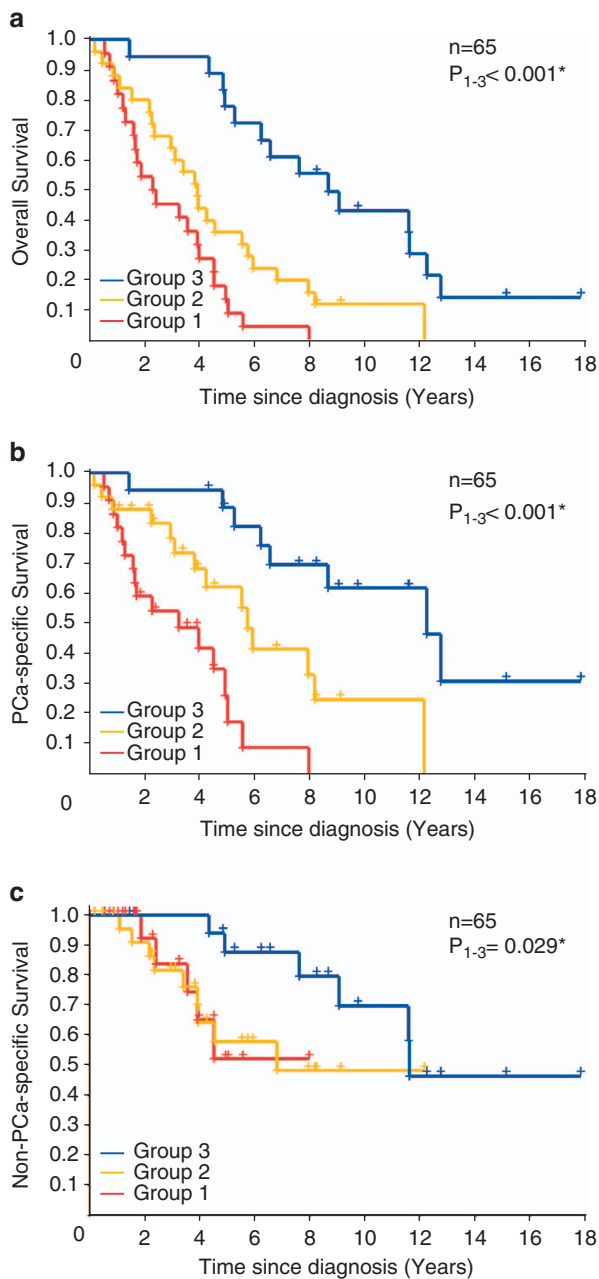 a
n=65
P1-3< 0.001*
Overall Survival
1.0
0.9
0.8
0.7
0.6
0.5
0.4
0.3
0.2
0.1
0
Group 3
Group 2
Group 1
2 4 6 8 10 12 14 16 18
Time since diagnosis (Years)
b
n=65
P1-3< 0.001*
PCa-specific Survival
1.0
0.9
0.8
0.7
0.6
0.5
0.4
0.3
0.2
0.1
0
Group 3
Group 2
Group 1
2 4 6 8 10 12 14 16 18
Time since diagnosis (Years)
c
n=65
P1-3= 0.029*
Non-PCa-specific Survival
1.0
0.9
0.8
0.7
0.6
0.5
0.4
0.3
0.2
0.1
0
Group 3
Group 2
Group 1
2 4 6 8 10 12 14 16 18
Time since diagnosis (Years)